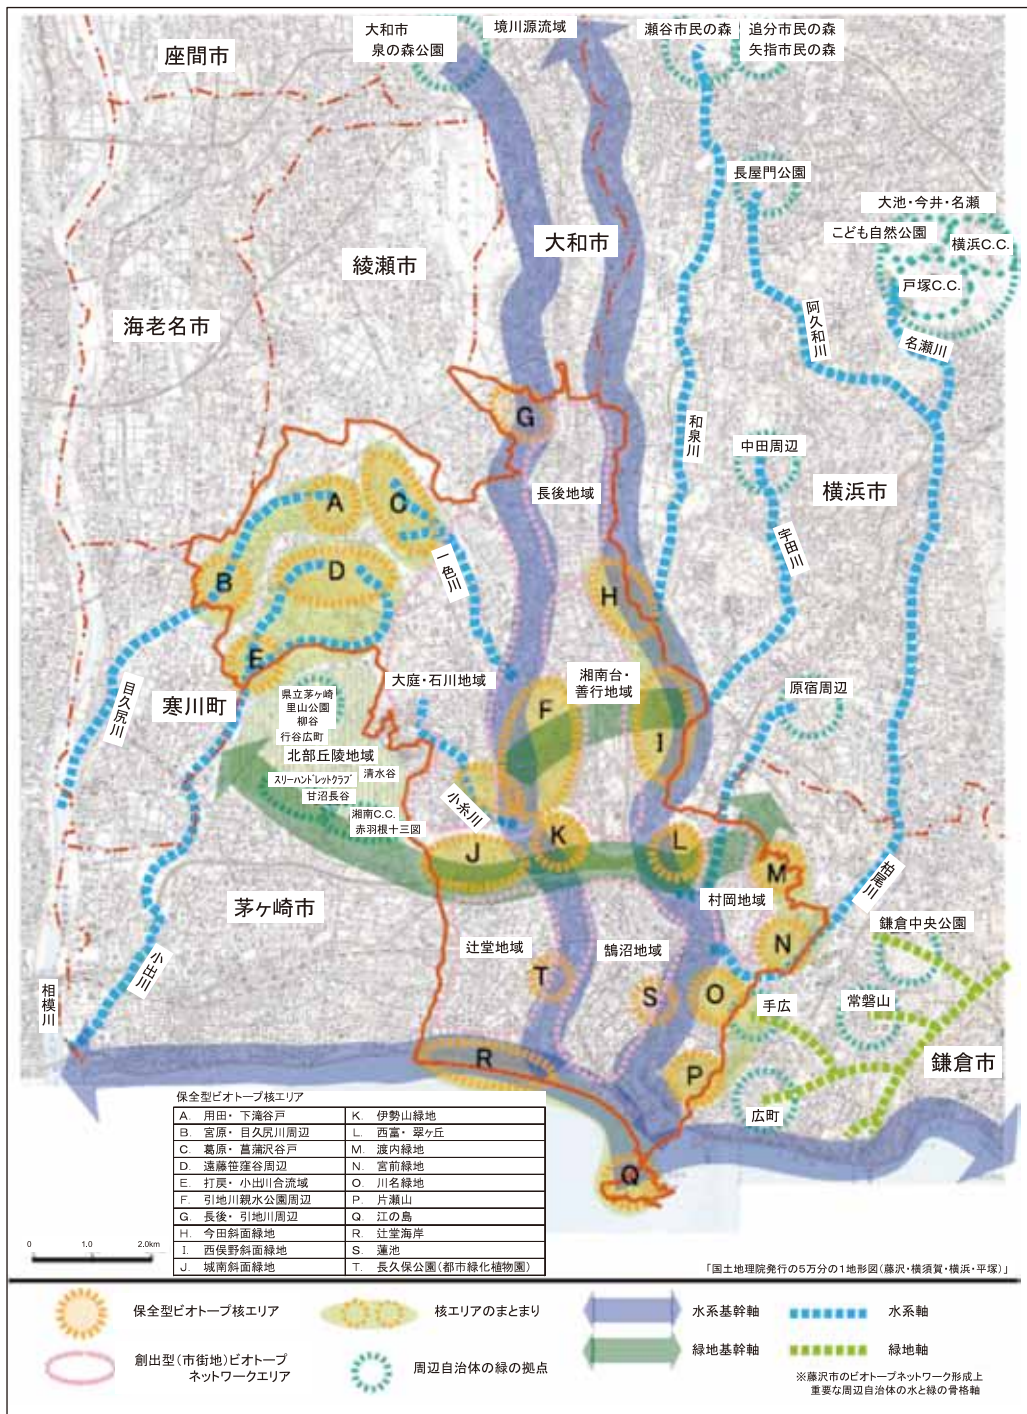 大和市
泉の森公園
境川源流域
瀬谷市民の森
追分市民の森
矢指市民の森
座間市
長屋門公園
大池・今井・名瀬
こども自然公園
横浜C.C.
戸塚C.C.
大和市
綾瀬市
海老名市
阿久和川
名瀬川
和泉川
中田周辺
横浜市
G
長後地域
A
C
宇田川
一色川
B
D
H
E
大庭・石川地域
湘南台・
善行地域
原宿周辺
目久尻川
寒川町
県立茅ヶ崎
里山公園
柳谷
行谷広町
北部丘陵地域
スリーハンドレットクラブ
清水谷
甘沼長谷
湘南C.C.
赤羽根十三図
F
I
小糸川
J
K
L
M
村岡地域
柏尾川
茅ヶ崎市
鎌倉中央公園
辻堂地域
鵠沼地域
N
小出川
相模川
T
S
O
手広
常磐山
鎌倉市
R
P
広町
Q
保全型ビオトープ核エリア
A. 用田・下滝谷戸 K. 伊勢山緑地
B. 宮原・目久尻川周辺 L. 西富・翠ヶ丘
C. 葛原・菖蒲沢谷戸 M. 渡内緑地
D. 遠藤笹窪谷周辺 N. 宮前緑地
E. 打戻・小出川合流域 O. 川名緑地
F. 引地川親水公園周辺 P. 片瀬山
G. 長後・引地川周辺 Q. 江の島
H. 今田斜面緑地 R. 辻堂海岸
I. 西俣野斜面緑地 S. 蓮池
J. 城南斜面緑地 T. 長久保公園(都市緑化植物園)
0 1.0 2.0km
「国土地理院発行の5万分の1地形図(藤沢・横須賀・横浜・平塚)」
保全型ビオトープ核エリア
核エリアのまとまり
水系基幹軸
水系軸
創出型(市街地)ビオトープ
ネットワークエリア
周辺自治体の緑の拠点
緑地基幹軸
緑地軸
※藤沢市のビオトープネットワーク形成上
重要な周辺自治体の水と緑の骨格軸